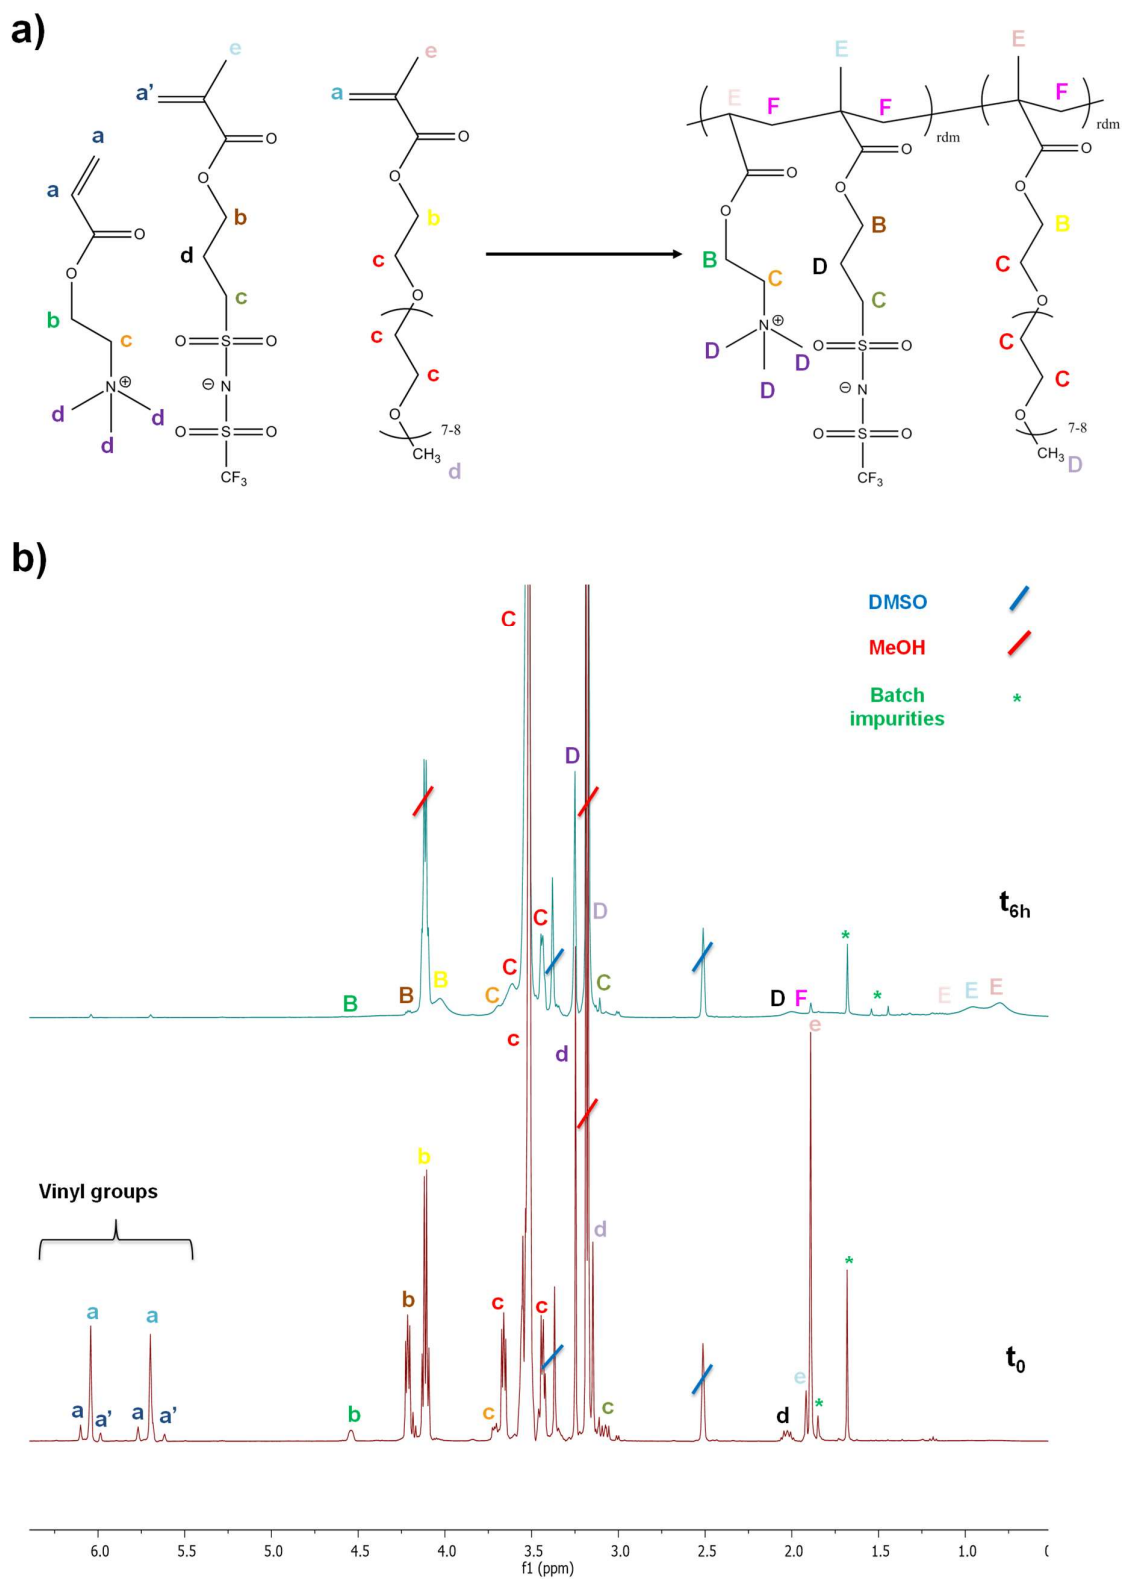 a)
e e E E
a' a E F F F
rdm rdm
a O O O O
O O O
a O O
b b B B
O d O
c c B D C
O c C O
b c O C C O
O S O c N⊕ O S O C
N⊕ ⊖ N c D D ⊖ N C
d d O D O
d O S O 7-8 O S O 7-8
CH3 CH3
CF3 d CF3 D
b)
DMSO
C
MeOH
Batch
impurities *
D
C D t6h
B B B C C C D F * * E E E
c d e
b
Vinyl groups
d *
a a b c c t0
a a' a a' b c c d e *
6.0 5.5 5.0 4.5 4.0 3.5 3.0 2.5 2.0 1.5 1.0 0
f1 (ppm)